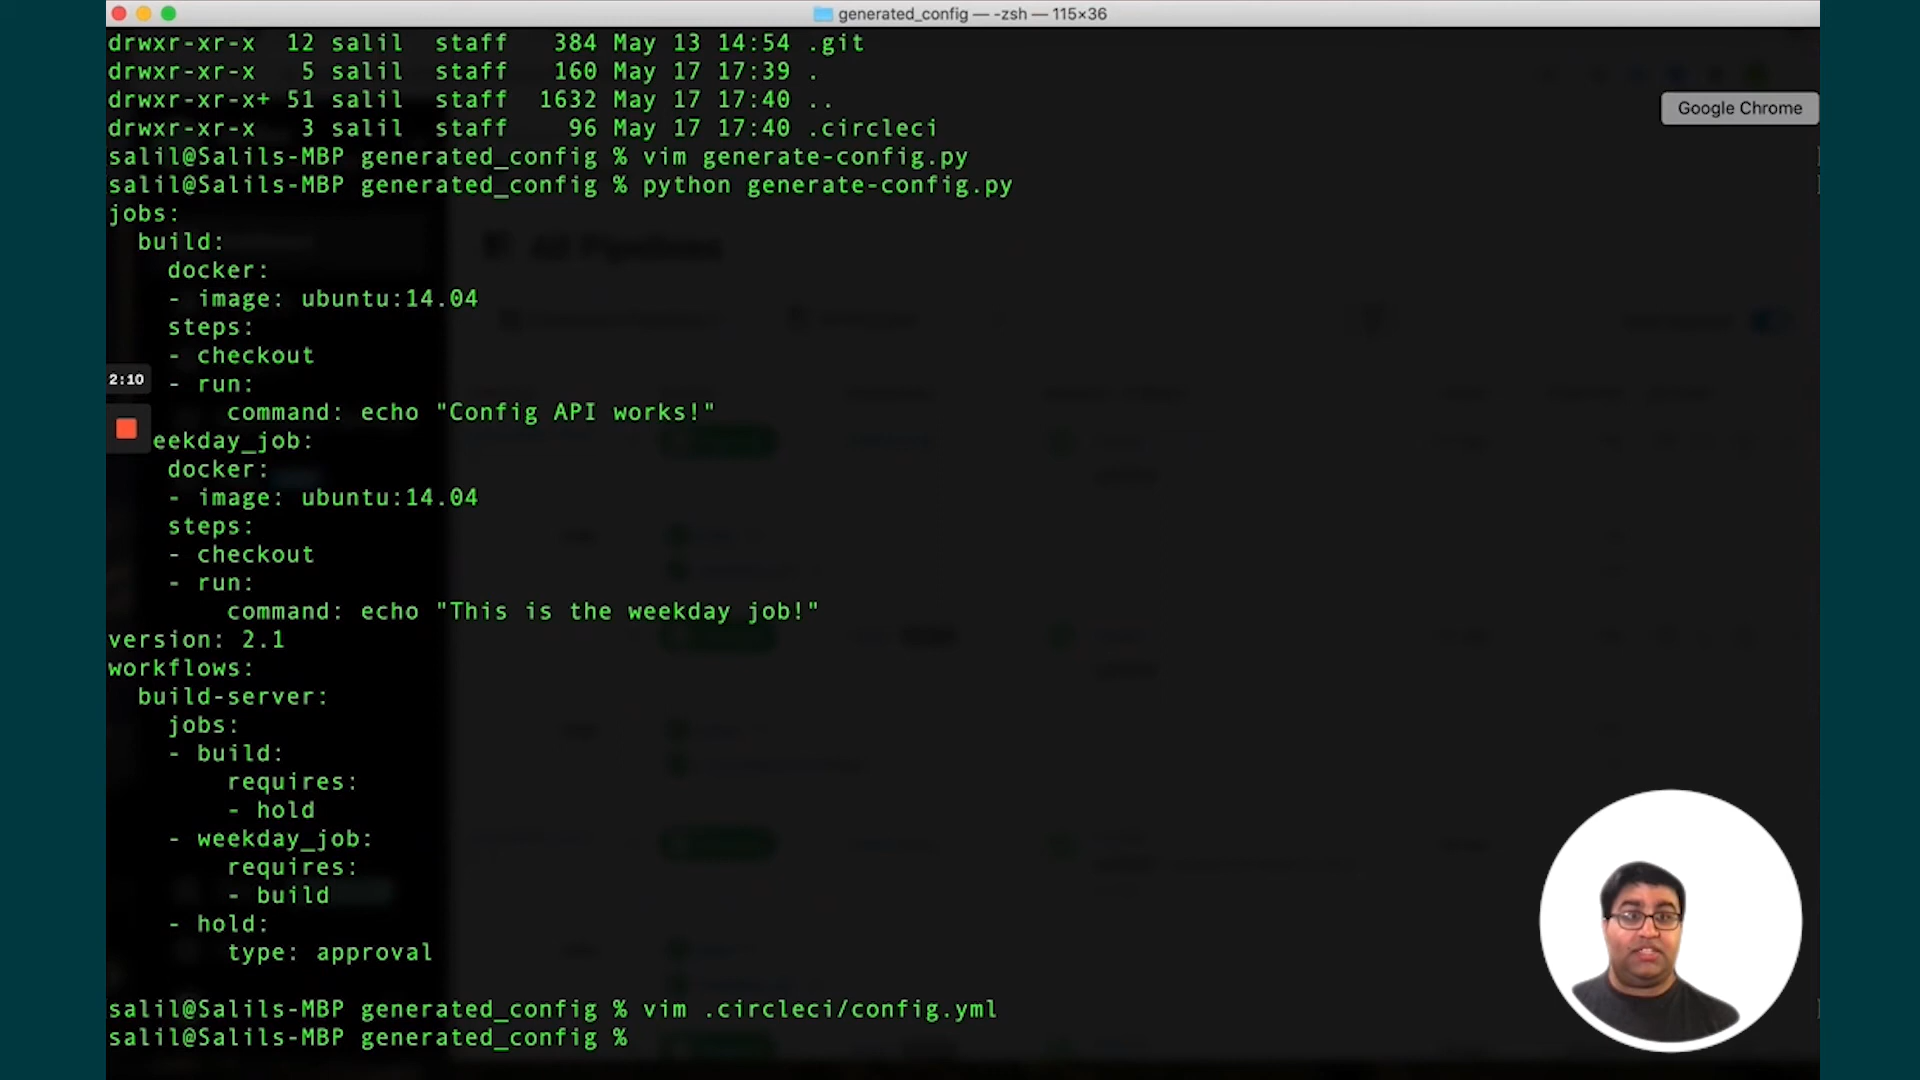 generated_config — -zsh — 115×36
drwxr-xr-x  12 salil  staff   384 May 13 14:54 .git
drwxr-xr-x   5 salil  staff   160 May 17 17:39 .
drwxr-xr-x+ 51 salil  staff  1632 May 17 17:40 ..
Google Chrome
drwxr-xr-x   3 salil  staff    96 May 17 17:40 .circleci
salil@Salils-MBP generated_config % vim generate-config.py
salil@Salils-MBP generated_config % python generate-config.py
jobs:
  build:
    docker:
    - image: ubuntu:14.04
    steps:
    - checkout
2:10
    - run:
        command: echo "Config API works!"
eekday_job:
    docker:
    - image: ubuntu:14.04
    steps:
    - checkout
    - run:
        command: echo "This is the weekday job!"
version: 2.1
workflows:
  build-server:
    jobs:
    - build:
        requires:
        - hold
    - weekday_job:
        requires:
        - build
    - hold:
        type: approval
salil@Salils-MBP generated_config % vim .circleci/config.yml
salil@Salils-MBP generated_config %
All Pipelines